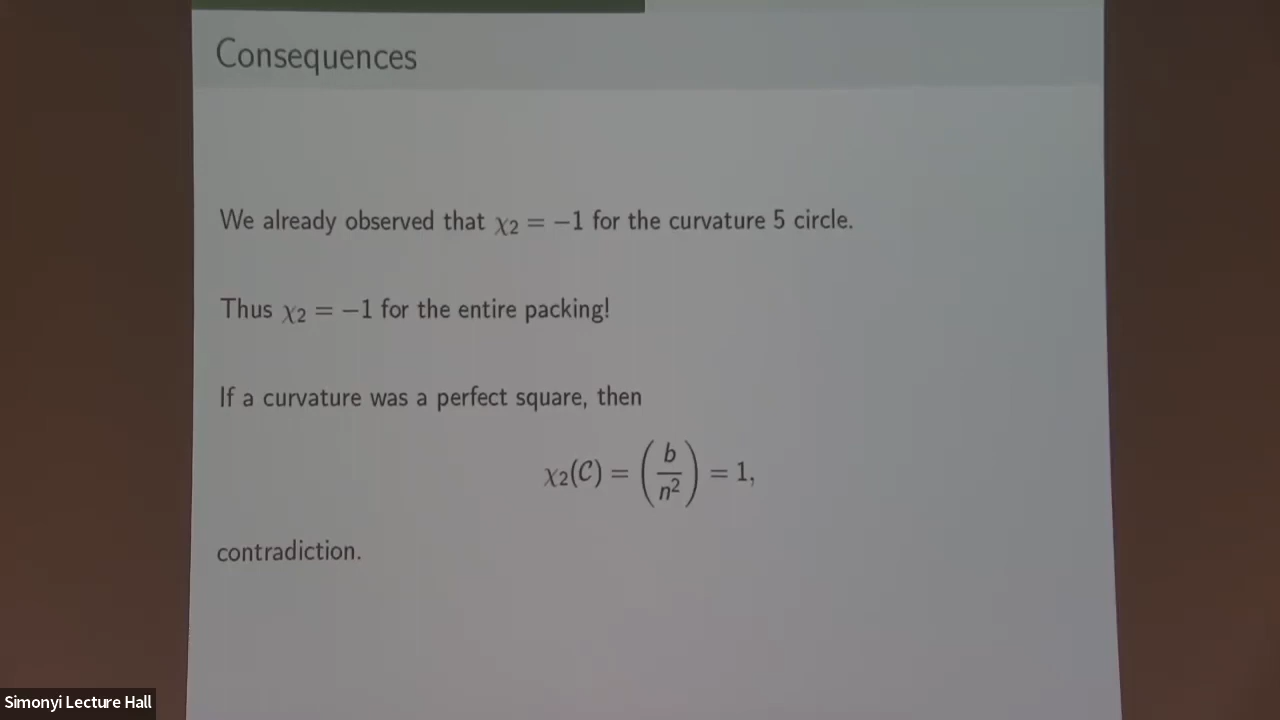 Consequences
We already observed that χ₂ = −1 for the curvature 5 circle.
Thus χ₂ = −1 for the entire packing!
If a curvature was a perfect square, then
χ₂(C) = (b/n²) = 1,
contradiction.
Simonyi Lecture Hall